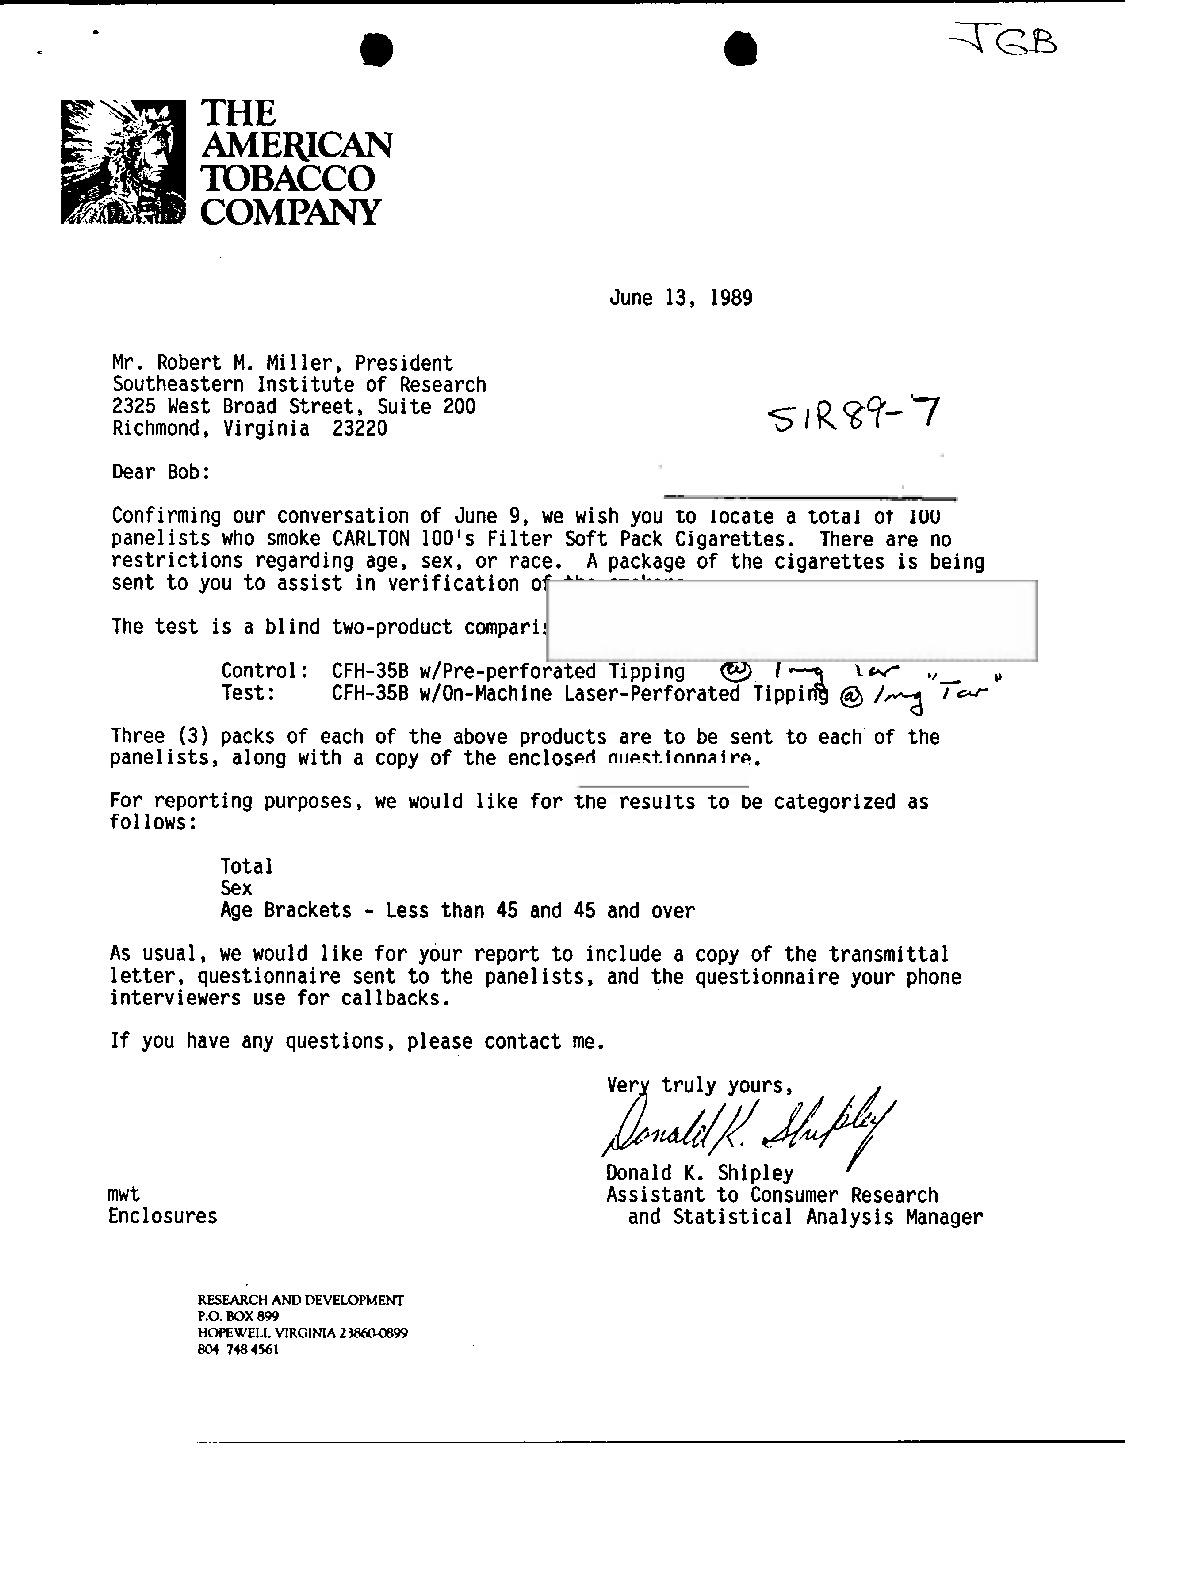 JGB
THE
AMERICAN
TOBACCO
COMPANY
June 13, 1989
Mr. Robert M. Miller, President
Southeastern Institute of Research
2325 West Broad Street, Suite 200
Richmond, Virginia 23220
SIR89-7
Dear Bob:
Confirming our conversation of June 9, we wish you to locate a total of 100
panelists who smoke CARLTON 100's Filter Soft Pack Cigarettes. There are no
restrictions regarding age, sex, or race. A package of the cigarettes is being
sent to you to assist in verification of
The test is a blind two-product
Control: CFH-35B w/Pre-perforated Tipping @ 1 mg "Tar"
Test: CFH-35B w/On-Machine Laser-Perforated Tipping @ 1mg "Tar"
Three (3) packs of each of the above products are to be sent to each of the
panelists, along with a copy of the enclosed questionnaire.
For reporting purposes, we would like for the results to be categorized as
follows:
Total
Sex
Age Brackets - Less than 45 and 45 and over
As usual, we would like for your report to include a copy of the transmittal
letter, questionnaire sent to the panelists, and the questionnaire your phone
interviewers use for callbacks.
If you have any questions, please contact me.
Very truly yours,
Donald K. Shipley
Donald K. Shipley
mwt
Assistant to Consumer Research
Enclosures
and Statistical Analysis Manager
RESEARCH AND DEVELOPMENT
P.O. BOX 899
HOPEWELL VIRGINIA 23860-0899
804 748 4561